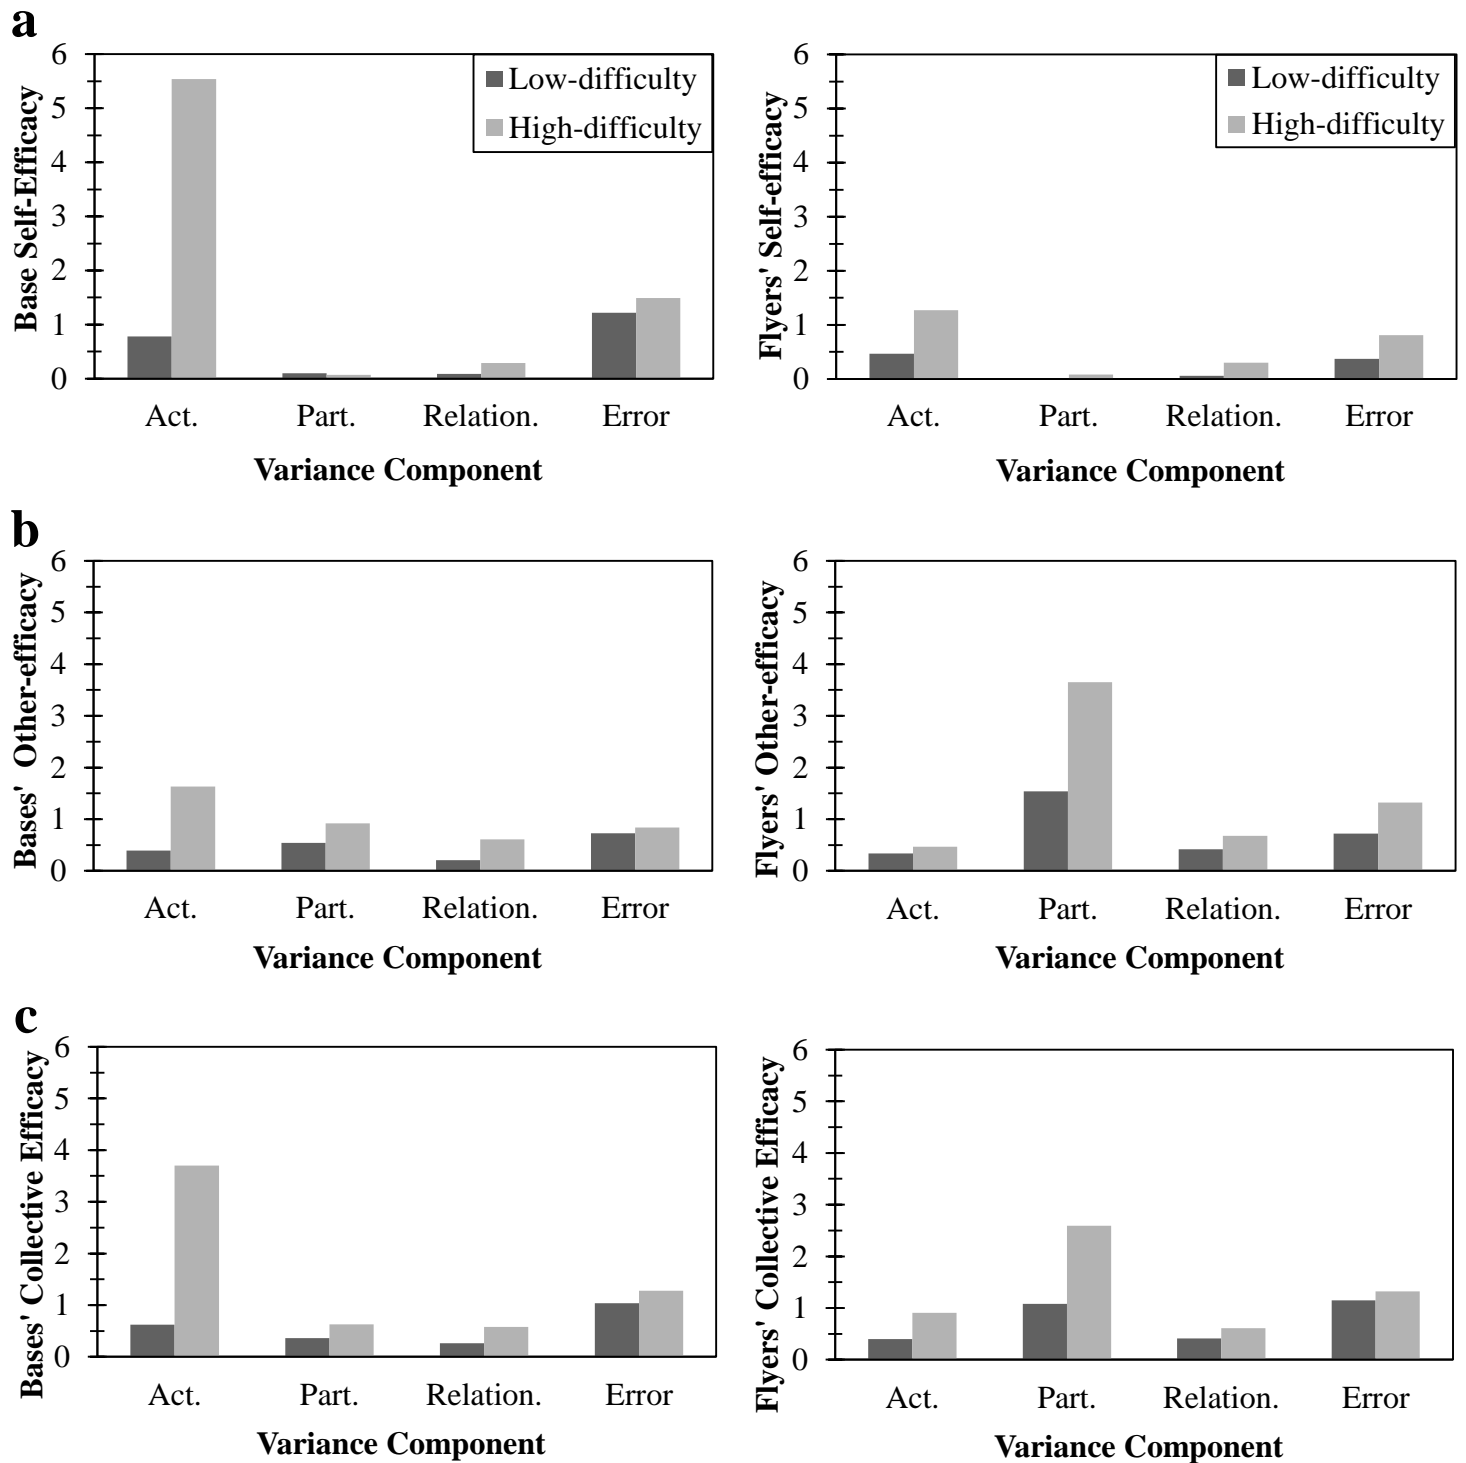 a
Base Self-Efficacy
6
5
4
3
2
1
0
Low-difficulty
High-difficulty
Act.
Part.
Relation.
Error
Variance Component
Flyers' Self-efficacy
6
5
4
3
2
1
0
Low-difficulty
High-difficulty
Act.
Part.
Relation.
Error
Variance Component
b
Bases' Other-efficacy
6
5
4
3
2
1
0
Act.
Part.
Relation.
Error
Variance Component
Flyers' Other-efficacy
6
5
4
3
2
1
0
Act.
Part.
Relation.
Error
Variance Component
c
Bases' Collective Efficacy
6
5
4
3
2
1
0
Act.
Part.
Relation.
Error
Variance Component
Flyers' Collective Efficacy
6
5
4
3
2
1
0
Act.
Part.
Relation.
Error
Variance Component